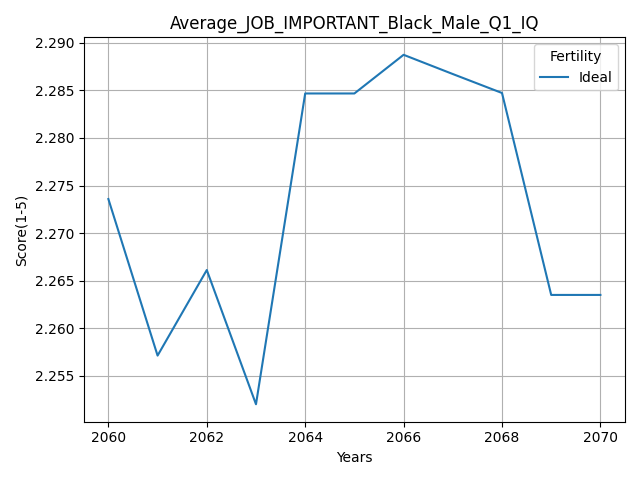 Average_JOB_IMPORTANT_Black_Male_Q1_IQ
Fertility
Ideal
2.290
2.285
2.280
2.275
2.270
2.265
2.260
2.255
Score(1-5)
2060 2062 2064 2066 2068 2070
Years